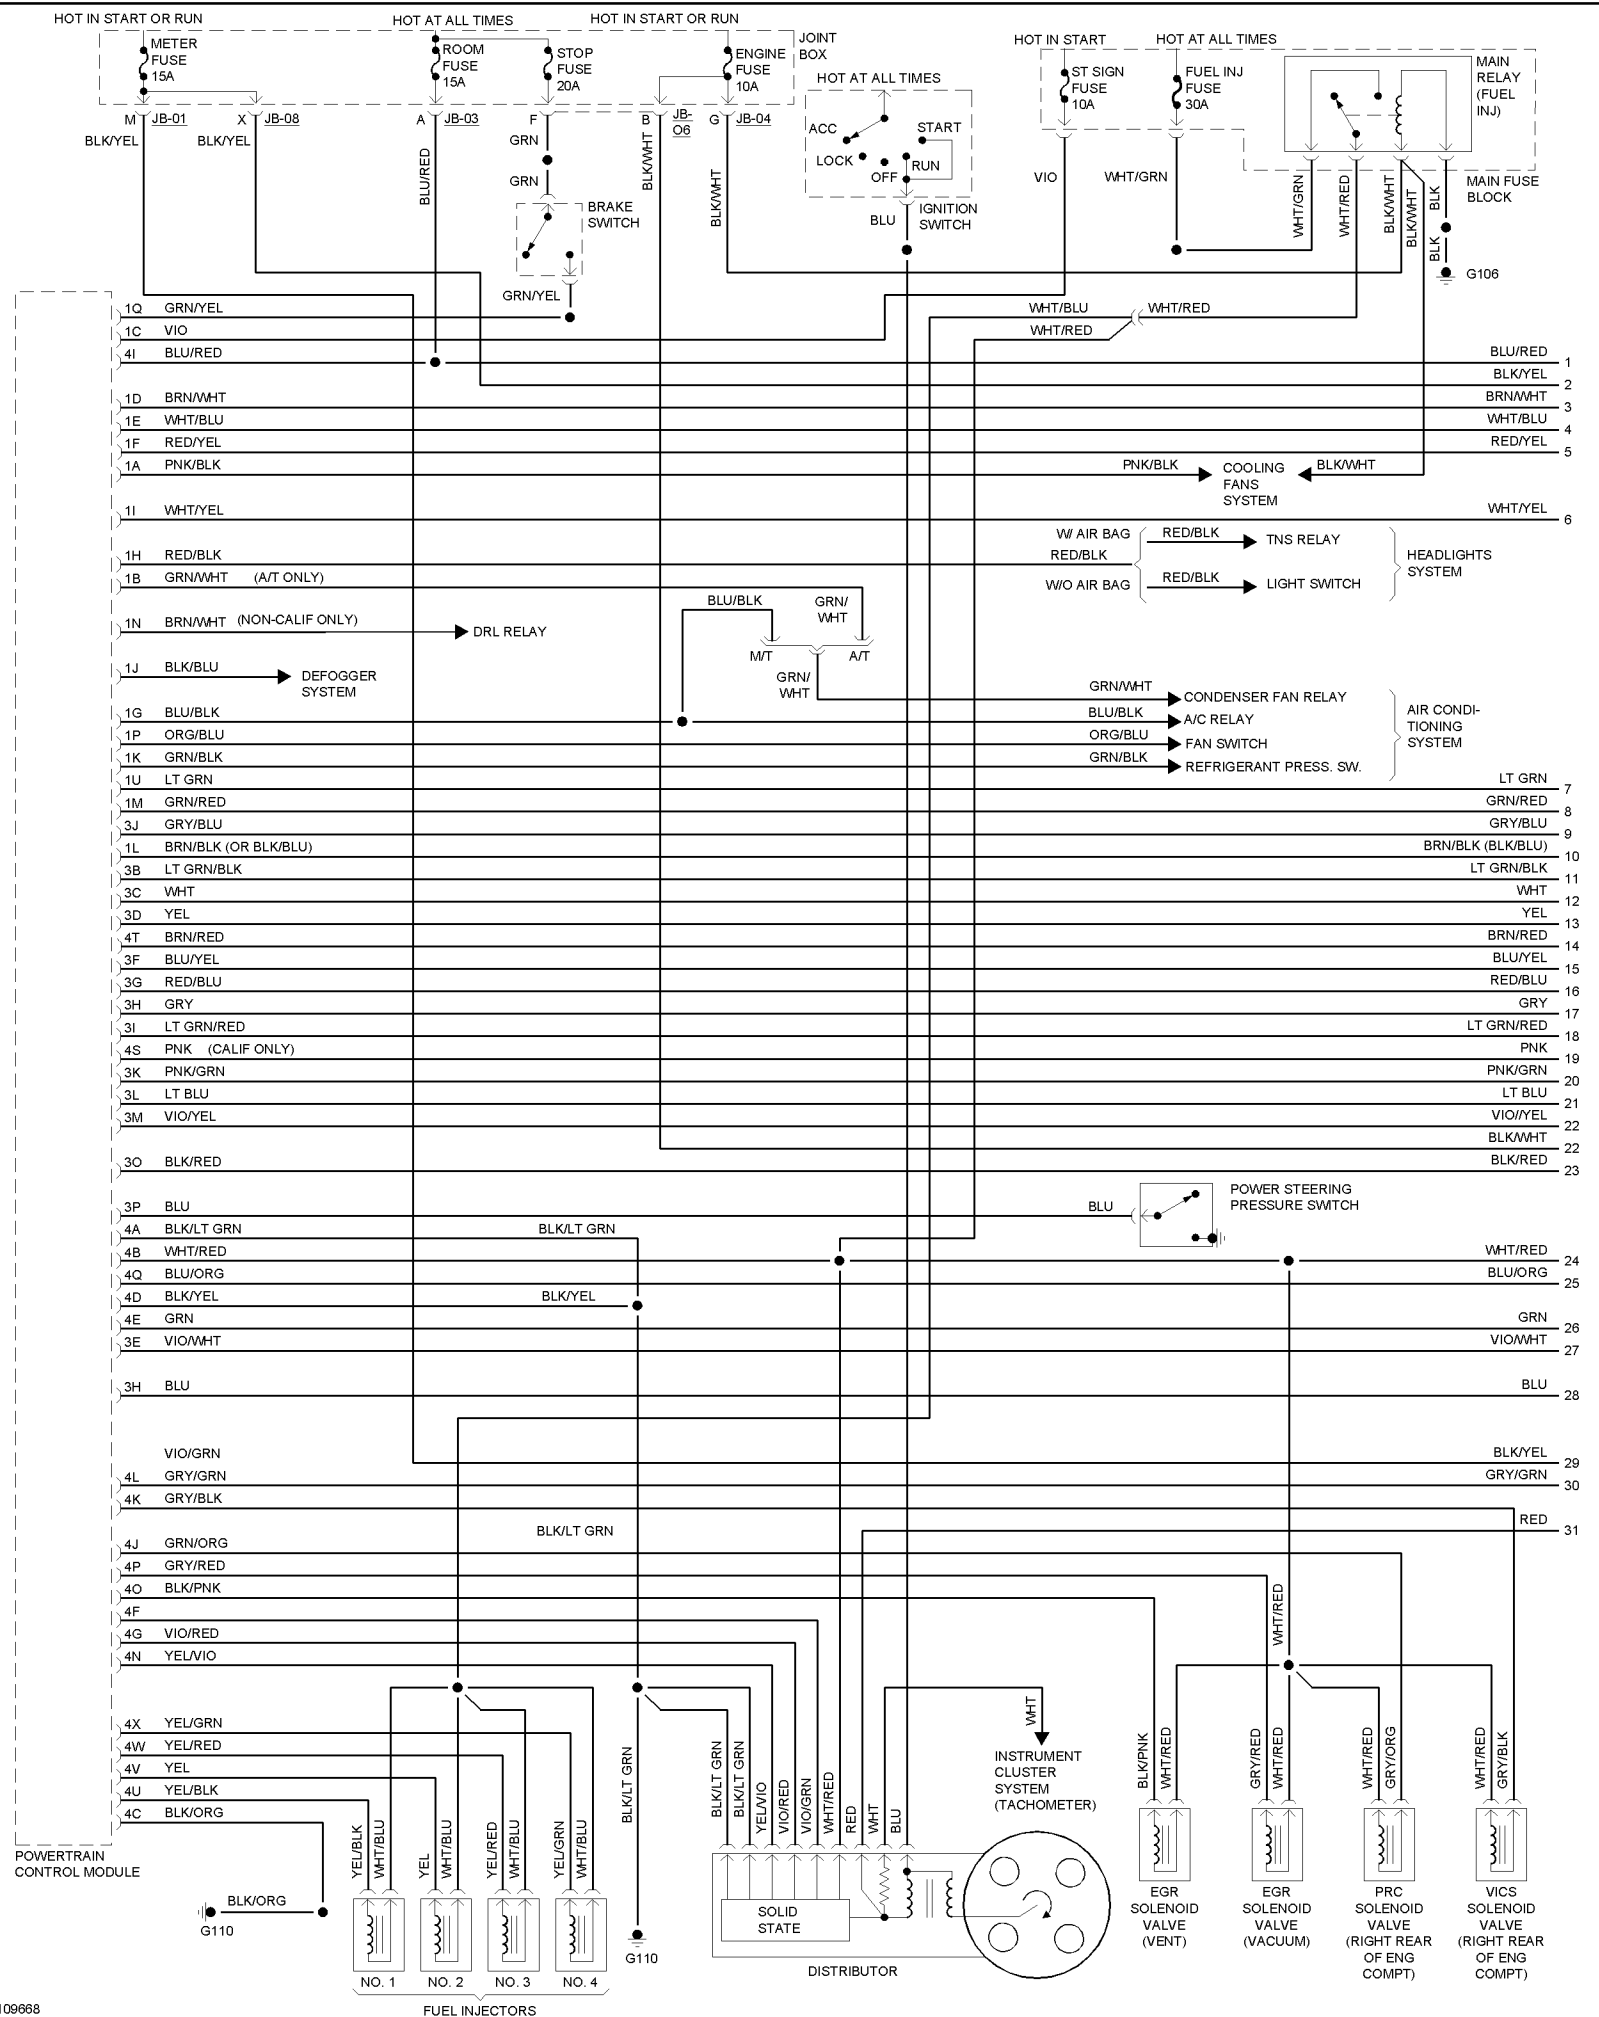 HOT IN START OR RUN
HOT AT ALL TIMES
HOT IN START OR RUN
METER
FUSE
15A
ROOM
FUSE
15A
STOP
FUSE
20A
ENGINE
FUSE
10A
JOINT
BOX
HOT IN START
HOT AT ALL TIMES
ST SIGN
FUSE
10A
FUEL INJ
FUSE
30A
MAIN
RELAY
(FUEL
INJ)
HOT AT ALL TIMES
ACC
LOCK
OFF
RUN
START
IGNITION
SWITCH
M JB-01
X JB-08
A JB-03
F
B JB-
O6
G JB-04
BLK/YEL
BLK/YEL
BLU/RED
GRN
GRN
BLK/WHT
BLK/WHT
BRAKE
SWITCH
GRN/YEL
BLU
VIO
WHT/GRN
WHT/GRN
WHT/RED
BLK/WHT
BLK/WHT
BLK
BLK
MAIN FUSE
BLOCK
G106
WHT/BLU
WHT/RED
WHT/RED
1Q GRN/YEL
1C VIO
4I BLU/RED
BLU/RED 1
BLK/YEL 2
1D BRN/WHT
BRN/WHT 3
1E WHT/BLU
WHT/BLU 4
1F RED/YEL
RED/YEL 5
1A PNK/BLK
PNK/BLK
COOLING
FANS
SYSTEM
BLK/WHT
1I WHT/YEL
WHT/YEL 6
W/ AIR BAG
RED/BLK
TNS RELAY
1H RED/BLK
RED/BLK
W/O AIR BAG
RED/BLK
LIGHT SWITCH
HEADLIGHTS
SYSTEM
1B GRN/WHT (A/T ONLY)
BLU/BLK
GRN/
WHT
1N BRN/WHT (NON-CALIF ONLY)
DRL RELAY
M/T
A/T
GRN/
WHT
1J BLK/BLU
DEFOGGER
SYSTEM
GRN/WHT
CONDENSER FAN RELAY
1G BLU/BLK
BLU/BLK
A/C RELAY
1P ORG/BLU
ORG/BLU
FAN SWITCH
1K GRN/BLK
GRN/BLK
REFRIGERANT PRESS. SW.
AIR CONDI-
TIONING
SYSTEM
1U LT GRN
LT GRN 7
1M GRN/RED
GRN/RED 8
3J GRY/BLU
GRY/BLU 9
1L BRN/BLK (OR BLK/BLU)
BRN/BLK (BLK/BLU) 10
3B LT GRN/BLK
LT GRN/BLK 11
3C WHT
WHT 12
3D YEL
YEL 13
4T BRN/RED
BRN/RED 14
3F BLU/YEL
BLU/YEL 15
3G RED/BLU
RED/BLU 16
3H GRY
GRY 17
3I LT GRN/RED
LT GRN/RED 18
4S PNK (CALIF ONLY)
PNK 19
3K PNK/GRN
PNK/GRN 20
3L LT BLU
LT BLU 21
3M VIO/YEL
VIO//YEL 22
BLK/WHT 22
3O BLK/RED
BLK/RED 23
3P BLU
BLU
POWER STEERING
PRESSURE SWITCH
4A BLK/LT GRN
BLK/LT GRN
4B WHT/RED
WHT/RED 24
4Q BLU/ORG
BLU/ORG 25
4D BLK/YEL
BLK/YEL
4E GRN
GRN 26
3E VIO/WHT
VIO/WHT 27
3H BLU
BLU 28
VIO/GRN
BLK/YEL 29
4L GRY/GRN
GRY/GRN 30
4K GRY/BLK
BLK/LT GRN
RED 31
4J GRN/ORG
4P GRY/RED
4O BLK/PNK
4F
4G VIO/RED
4N YEL/VIO
WHT/RED
4X YEL/GRN
4W YEL/RED
4V YEL
4U YEL/BLK
4C BLK/ORG
POWERTRAIN
CONTROL MODULE
BLK/ORG
G110
YEL/BLK
WHT/BLU
YEL
WHT/BLU
YEL/RED
WHT/BLU
YEL/GRN
WHT/BLU
NO. 1
NO. 2
NO. 3
NO. 4
FUEL INJECTORS
BLK/LT GRN
G110
BLK/LT GRN
BLK/LT GRN
YEL/VIO
VIO/RED
VIO/GRN
WHT/RED
RED
WHT
BLU
WHT
INSTRUMENT
CLUSTER
SYSTEM
(TACHOMETER)
SOLID
STATE
DISTRIBUTOR
BLK/PNK
WHT/RED
GRY/RED
WHT/RED
WHT/RED
GRY/ORG
WHT/RED
GRY/BLK
EGR
SOLENOID
VALVE
(VENT)
EGR
SOLENOID
VALVE
(VACUUM)
PRC
SOLENOID
VALVE
(RIGHT REAR
OF ENG
COMPT)
VICS
SOLENOID
VALVE
(RIGHT REAR
OF ENG
COMPT)
109668